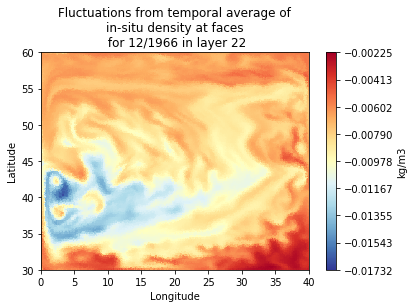 Fluctuations from temporal average of
in-situ density at faces
for 12/1966 in layer 22
60
55
50
45
40
35
30
Latitude
0 5 10 15 20 25 30 35 40
Longitude
−0.00225
−0.00413
−0.00602
−0.00790
−0.00978
−0.01167
−0.01355
−0.01543
−0.01732
kg/m3